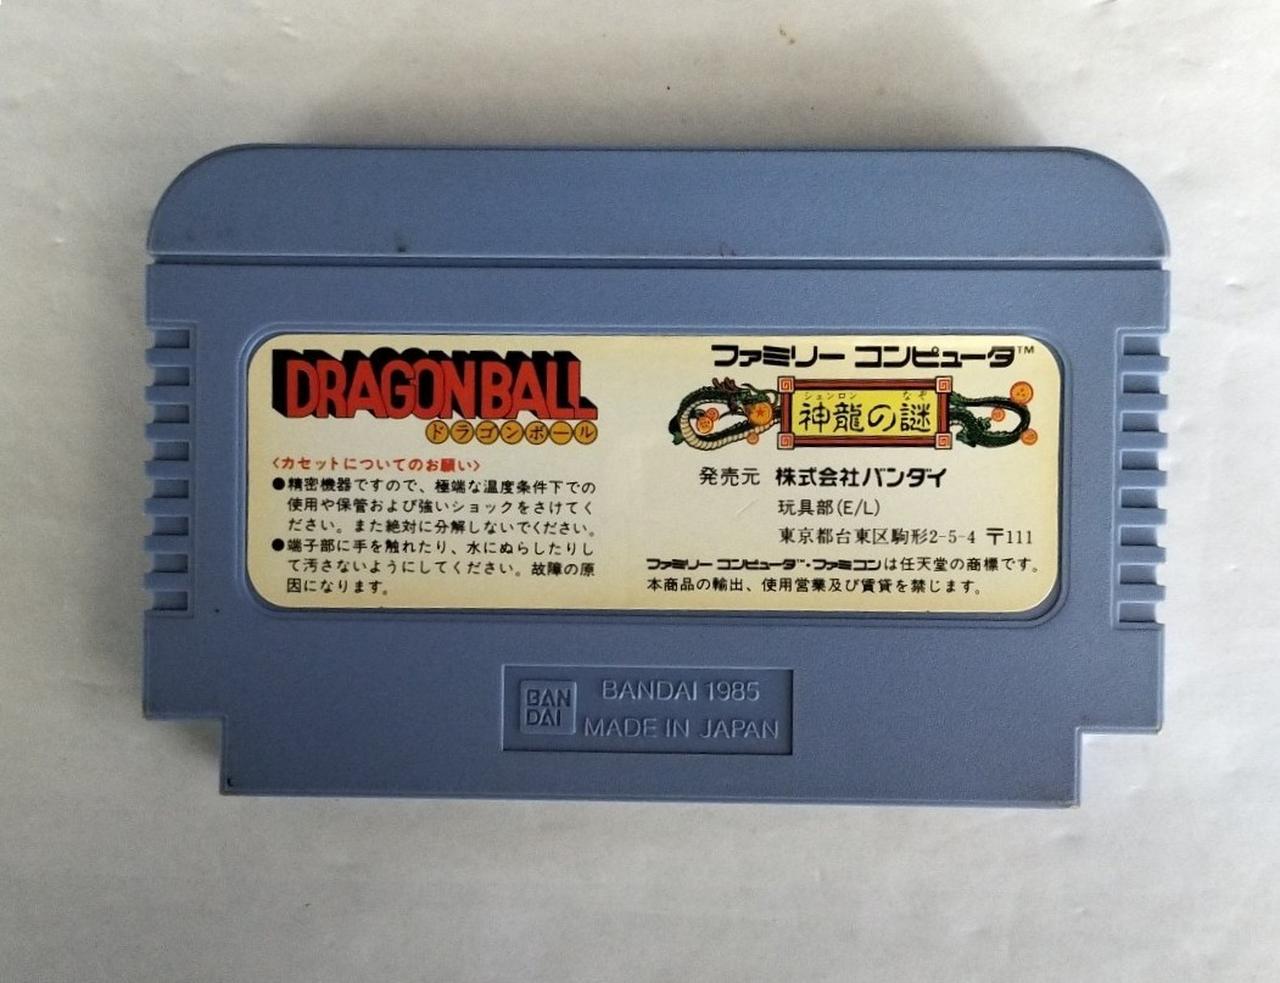 DRAGONBALL
ドラゴンボール
〈カセットについてのお願い〉
●精密機器ですので、極端な温度条件下での
使用や保管および強いショックをさけてく
ださい。また絶対に分解しないでください。
●端子部に手を触れたり、水にぬらしたりし
て汚さないようにしてください。故障の原
因になります。
ファミリー コンピュータ™
シェンロン なぞ
神龍の謎
発売元 株式会社バンダイ
玩具部(E/L)
東京都台東区駒形2-5-4 〒111
ファミリー コンピュータ™・ファミコンは任天堂の商標です。
本商品の輸出、使用営業及び賃貸を禁じます。
BAN
DAI
BANDAI 1985
MADE IN JAPAN